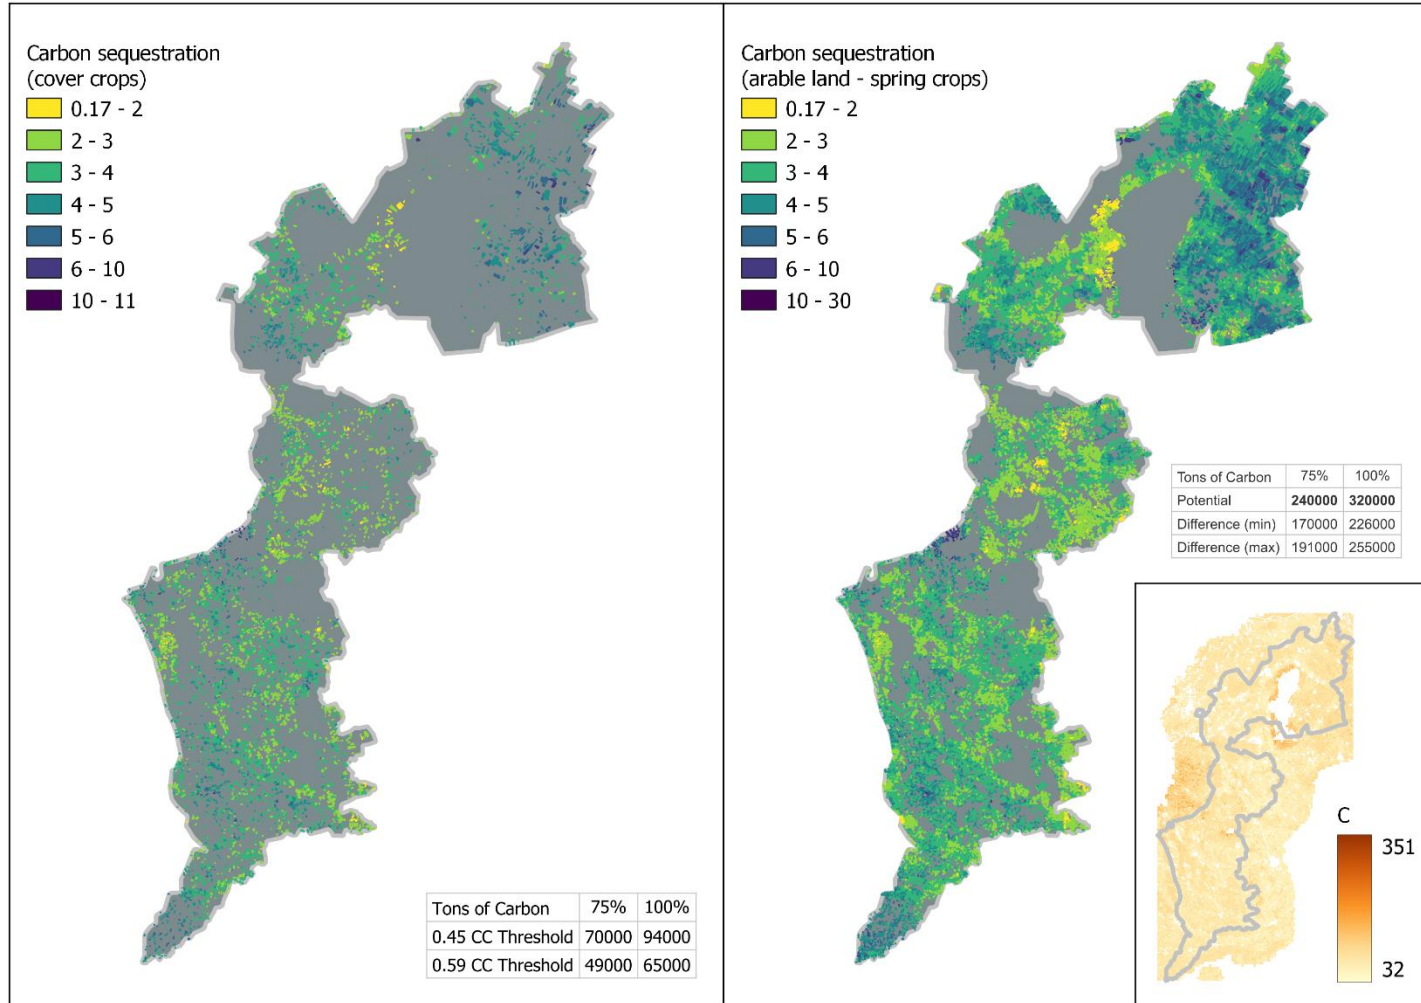 Carbon sequestration
(cover crops)
0.17 - 2
2 - 3
3 - 4
4 - 5
5 - 6
6 - 10
10 - 11
Tons of Carbon 75% 100%
0.45 CC Threshold 70000 94000
0.59 CC Threshold 49000 65000
Carbon sequestration
(arable land - spring crops)
0.17 - 2
2 - 3
3 - 4
4 - 5
5 - 6
6 - 10
10 - 30
Tons of Carbon 75% 100%
Potential 240000 320000
Difference (min) 170000 226000
Difference (max) 191000 255000
C
351
32